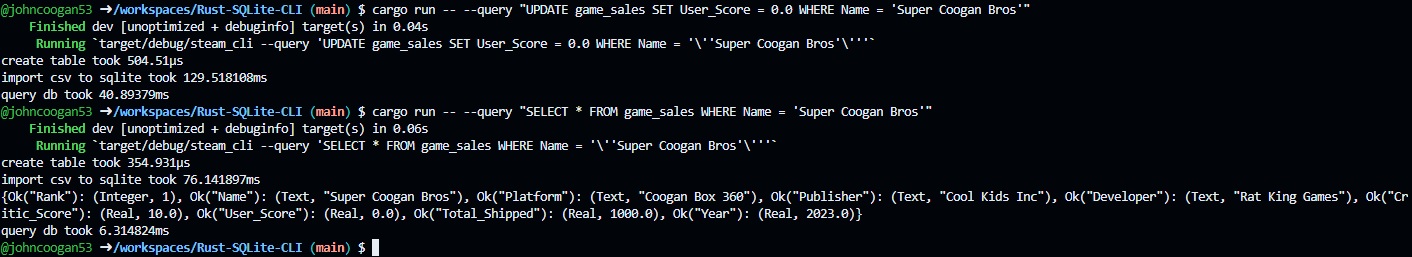 @johncoogan53 ➜/workspaces/Rust-SQLite-CLI (main) $ cargo run -- --query "UPDATE game_sales SET User_Score = 0.0 WHERE Name = 'Super Coogan Bros'"
    Finished dev [unoptimized + debuginfo] target(s) in 0.04s
     Running `target/debug/steam_cli --query 'UPDATE game_sales SET User_Score = 0.0 WHERE Name = '\''Super Coogan Bros'\'''`
create table took 504.51µs
import csv to sqlite took 129.518108ms
query db took 40.89379ms
@johncoogan53 ➜/workspaces/Rust-SQLite-CLI (main) $ cargo run -- --query "SELECT * FROM game_sales WHERE Name = 'Super Coogan Bros'"
    Finished dev [unoptimized + debuginfo] target(s) in 0.06s
     Running `target/debug/steam_cli --query 'SELECT * FROM game_sales WHERE Name = '\''Super Coogan Bros'\'''`
create table took 354.931µs
import csv to sqlite took 76.141897ms
{Ok("Rank"): (Integer, 1), Ok("Name"): (Text, "Super Coogan Bros"), Ok("Platform"): (Text, "Coogan Box 360"), Ok("Publisher"): (Text, "Cool Kids Inc"), Ok("Developer"): (Text, "Rat King Games"), Ok("Cr
itic_Score"): (Real, 10.0), Ok("User_Score"): (Real, 0.0), Ok("Total_Shipped"): (Real, 1000.0), Ok("Year"): (Real, 2023.0)}
query db took 6.314824ms
@johncoogan53 ➜/workspaces/Rust-SQLite-CLI (main) $